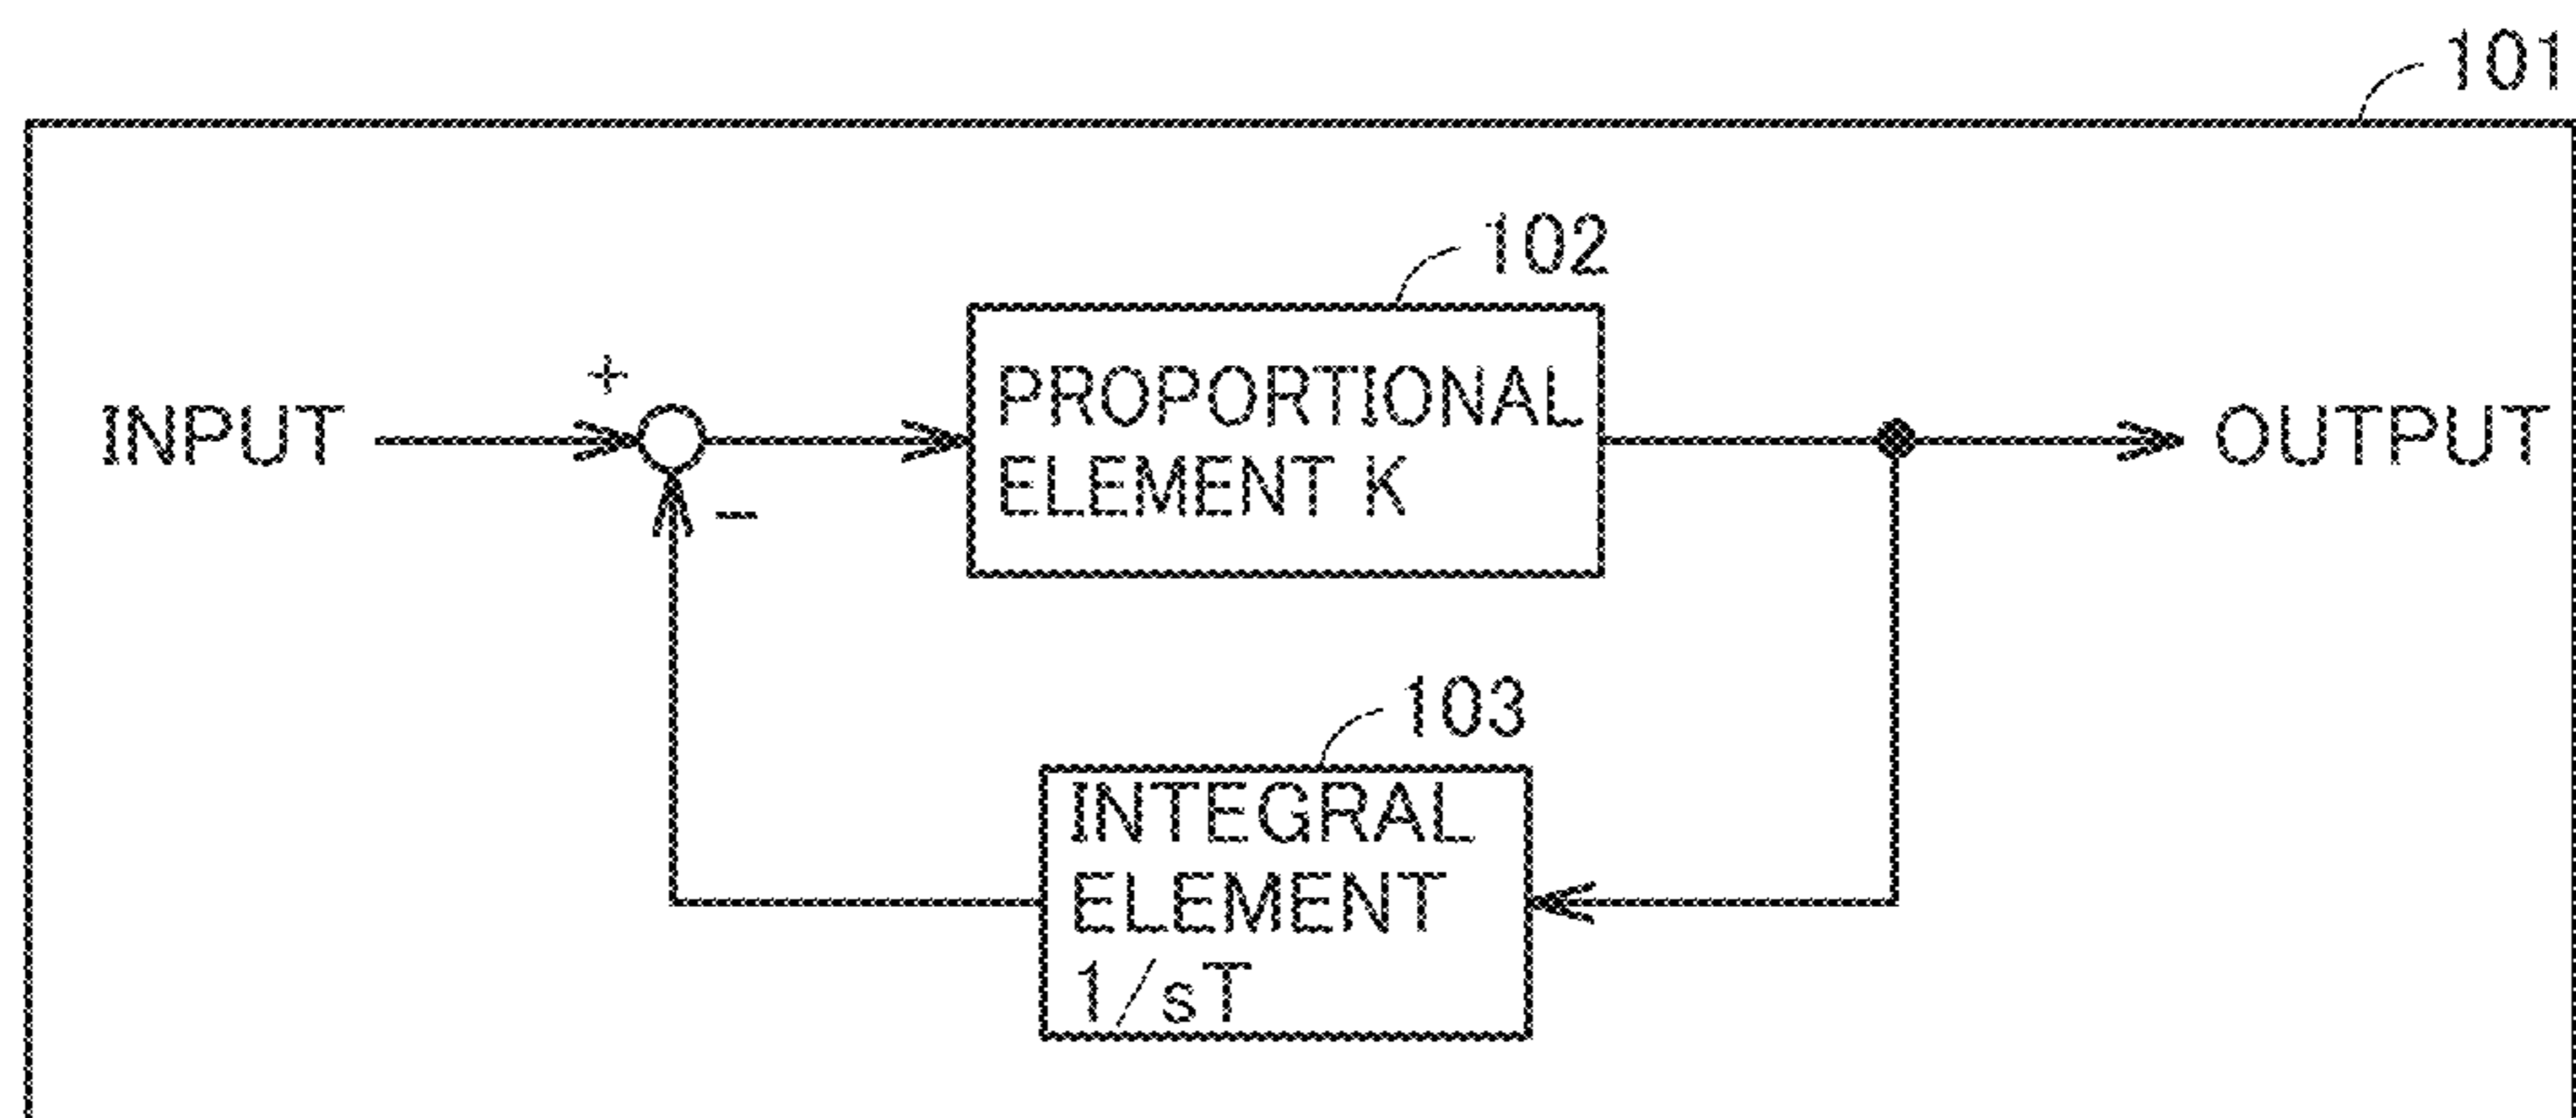 101
102
+
PROPORTIONAL
ELEMENT K
INPUT
OUTPUT
−
103
INTEGRAL
ELEMENT
1/sT